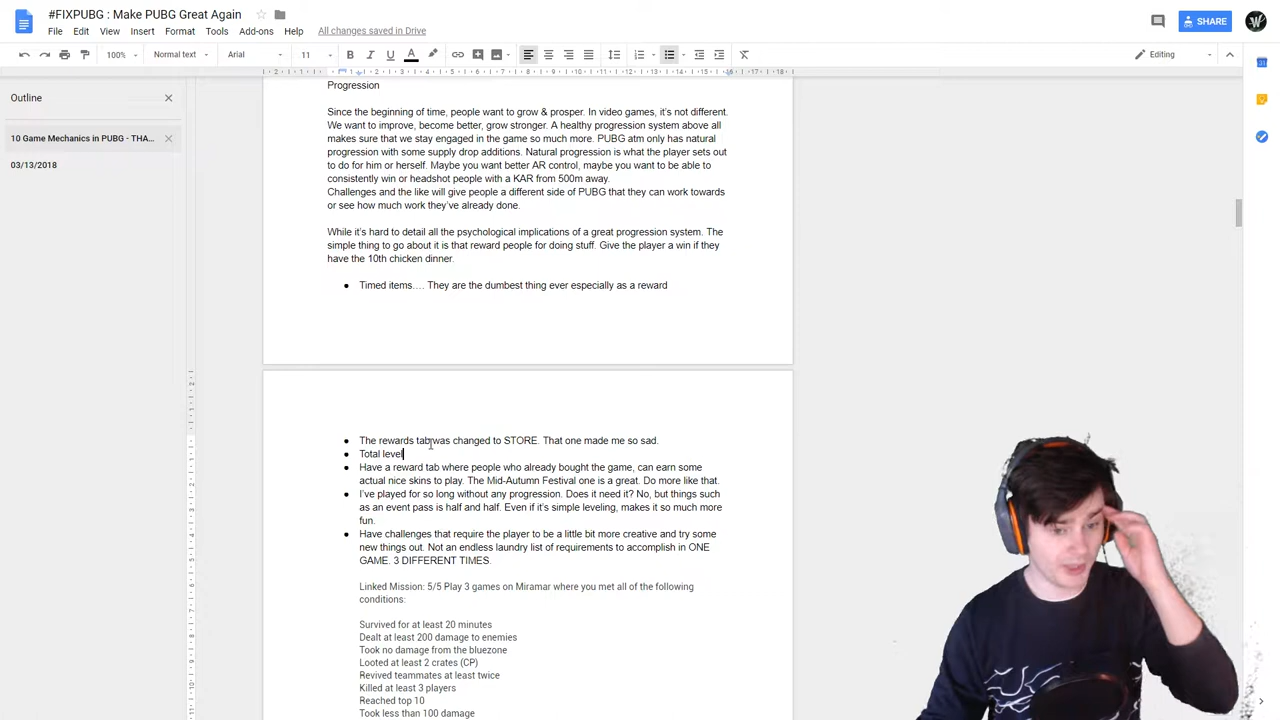 #FIXPUBG : Make PUBG Great Again
File Edit View Insert Format Tools Add-ons Help All changes saved in Drive
SHARE
100% Normal text Arial 11 B I U A Editing
Outline
10 Game Mechanics in PUBG - THA...
03/13/2018
Progression
Since the beginning of time, people want to grow & prosper. In video games, it's not different.
We want to improve, become better, grow stronger. A healthy progression system above all
makes sure that we stay engaged in the game so much more. PUBG atm only has natural
progression with some supply drop additions. Natural progression is what the player sets out
to do for him or herself. Maybe you want better AR control, maybe you want to be able to
consistently win or headshot people with a KAR from 500m away.
Challenges and the like will give people a different side of PUBG that they can work towards
or see how much work they've already done.
While it's hard to detail all the psychological implications of a great progression system. The
simple thing to go about it is that reward people for doing stuff. Give the player a win if they
have the 10th chicken dinner.
● Timed items.... They are the dumbest thing ever especially as a reward
● The rewards tab was changed to STORE. That one made me so sad.
● Total level
● Have a reward tab where people who already bought the game, can earn some
actual nice skins to play. The Mid-Autumn Festival one is a great. Do more like that.
● I've played for so long without any progression. Does it need it? No, but things such
as an event pass is half and half. Even if it's simple leveling, makes it so much more
fun.
● Have challenges that require the player to be a little bit more creative and try some
new things out. Not an endless laundry list of requirements to accomplish in ONE
GAME. 3 DIFFERENT TIMES.
Linked Mission: 5/5 Play 3 games on Miramar where you met all of the following
conditions:
Survived for at least 20 minutes
Dealt at least 200 damage to enemies
Took no damage from the bluezone
Looted at least 2 crates (CP)
Revived teammates at least twice
Killed at least 3 players
Reached top 10
Took less than 100 damage